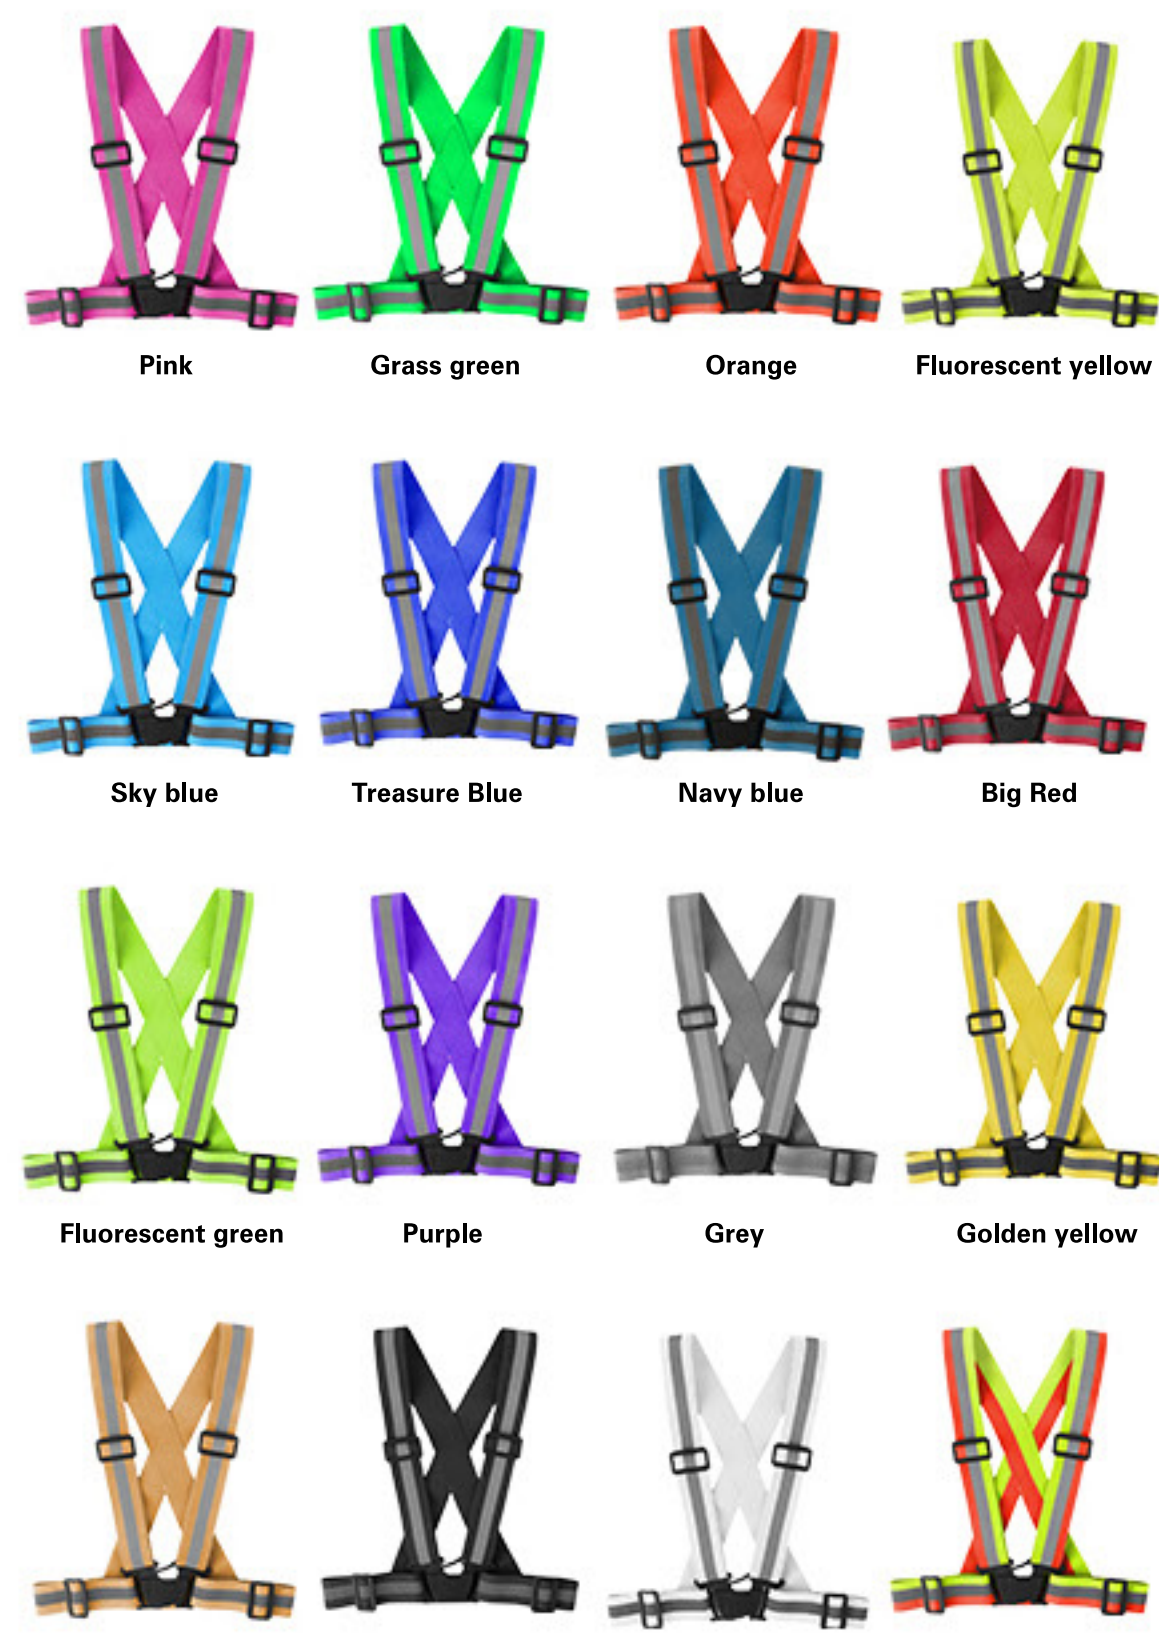 Pink
Grass green
Orange
Fluorescent yellow
Sky blue
Treasure Blue
Navy blue
Big Red
Fluorescent green
Purple
Grey
Golden yellow